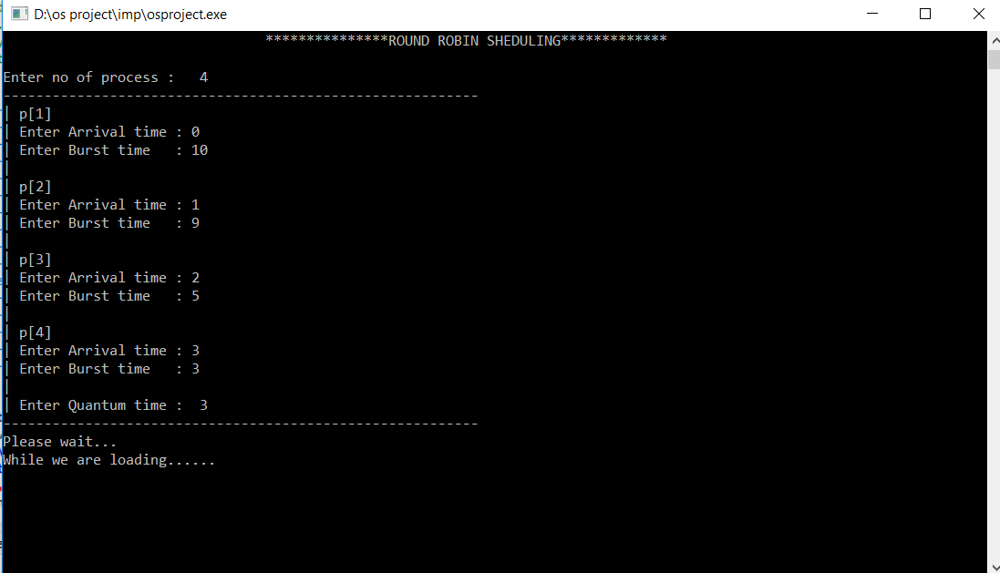 D:\os project\imp\osproject.exe
***************ROUND ROBIN SHEDULING*************
Enter no of process :   4
----------------------------------------------------------
| p[1]
| Enter Arrival time : 0
| Enter Burst time   : 10
|
| p[2]
| Enter Arrival time : 1
| Enter Burst time   : 9
|
| p[3]
| Enter Arrival time : 2
| Enter Burst time   : 5
|
| p[4]
| Enter Arrival time : 3
| Enter Burst time   : 3
|
| Enter Quantum time :  3
----------------------------------------------------------
Please wait...
While we are loading......